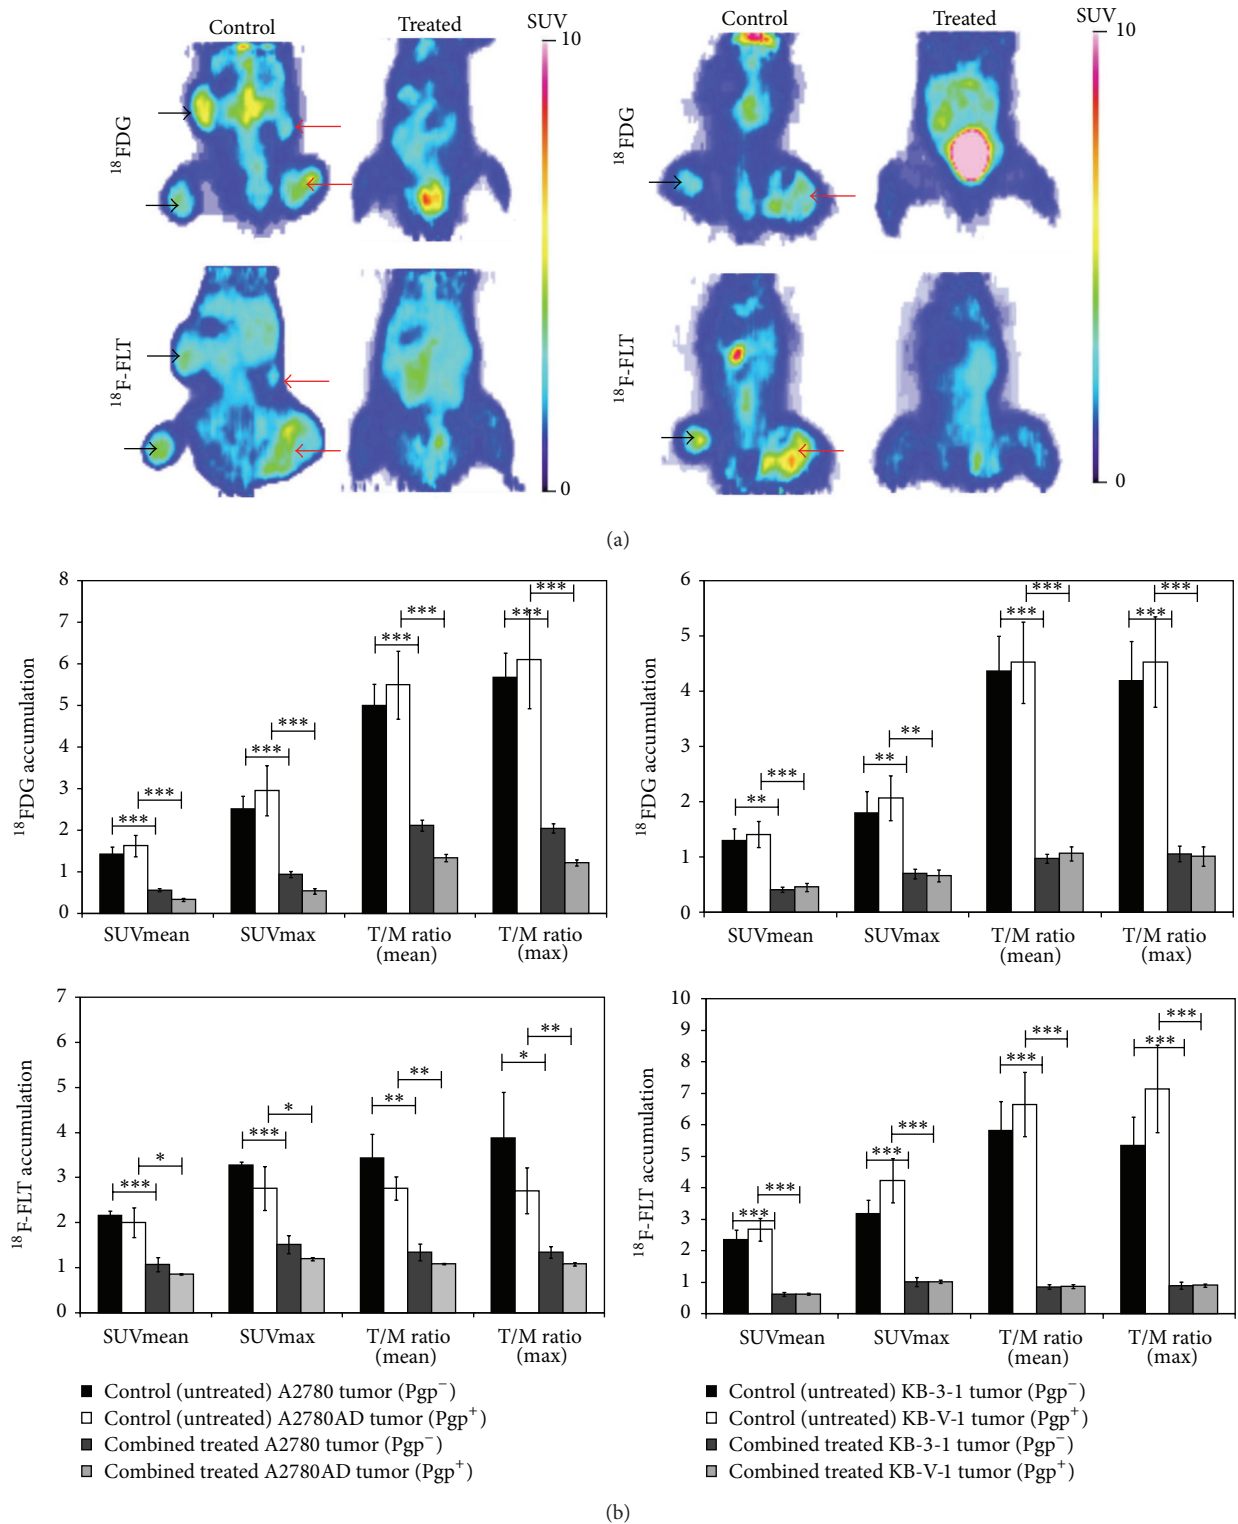 Control
Treated
SUV
10
¹⁸FDG
¹⁸F-FLT
0
Control
Treated
SUV
10
¹⁸FDG
¹⁸F-FLT
0
(a)
¹⁸FDG accumulation
8
7
6
5
4
3
2
1
0
***
***
***
***
***
***
***
***
SUVmean
SUVmax
T/M ratio
(mean)
T/M ratio
(max)
¹⁸FDG accumulation
6
5
4
3
2
1
0
**
***
**
**
***
***
***
***
SUVmean
SUVmax
T/M ratio
(mean)
T/M ratio
(max)
¹⁸F-FLT accumulation
7
6
5
4
3
2
1
0
***
*
***
*
**
**
*
**
SUVmean
SUVmax
T/M ratio
(mean)
T/M ratio
(max)
Control (untreated) A2780 tumor (Pgp⁻)
Control (untreated) A2780AD tumor (Pgp⁺)
Combined treated A2780 tumor (Pgp⁻)
Combined treated A2780AD tumor (Pgp⁺)
¹⁸F-FLT accumulation
10
9
8
7
6
5
4
3
2
1
0
***
***
***
***
***
***
***
***
SUVmean
SUVmax
T/M ratio
(mean)
T/M ratio
(max)
Control (untreated) KB-3-1 tumor (Pgp⁻)
Control (untreated) KB-V-1 tumor (Pgp⁺)
Combined treated KB-3-1 tumor (Pgp⁻)
Combined treated KB-V-1 tumor (Pgp⁺)
(b)